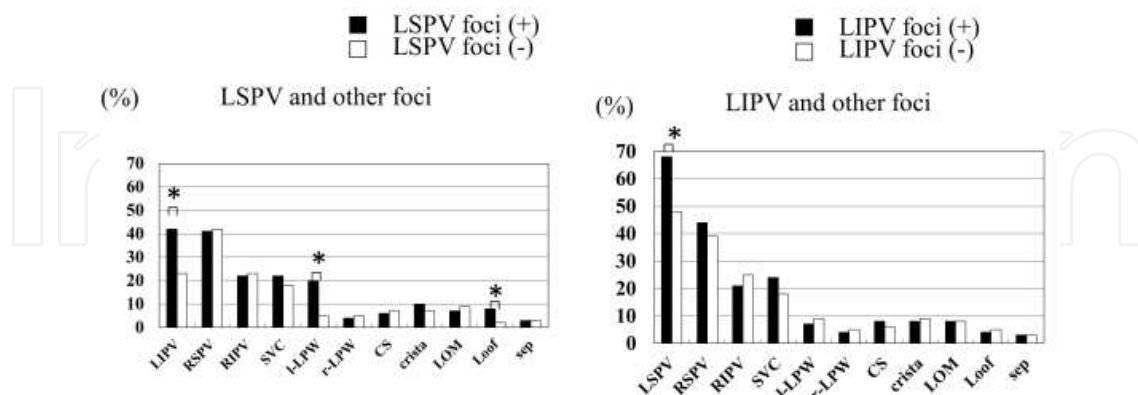 LSPV foci (+)
LSPV foci (-)
(%)
LSPV and other foci
70
60
50
40
30
20
10
0
*
*
*
LIPV
RSPV
RIPV
SVC
l-LPW
r-LPW
CS
crista
LOM
Loof
sep
LIPV foci (+)
LIPV foci (-)
(%)
LIPV and other foci
70
60
50
40
30
20
10
0
*
LSPV
RSPV
RIPV
SVC
l-LPW
r-LPW
CS
crista
LOM
Loof
sep